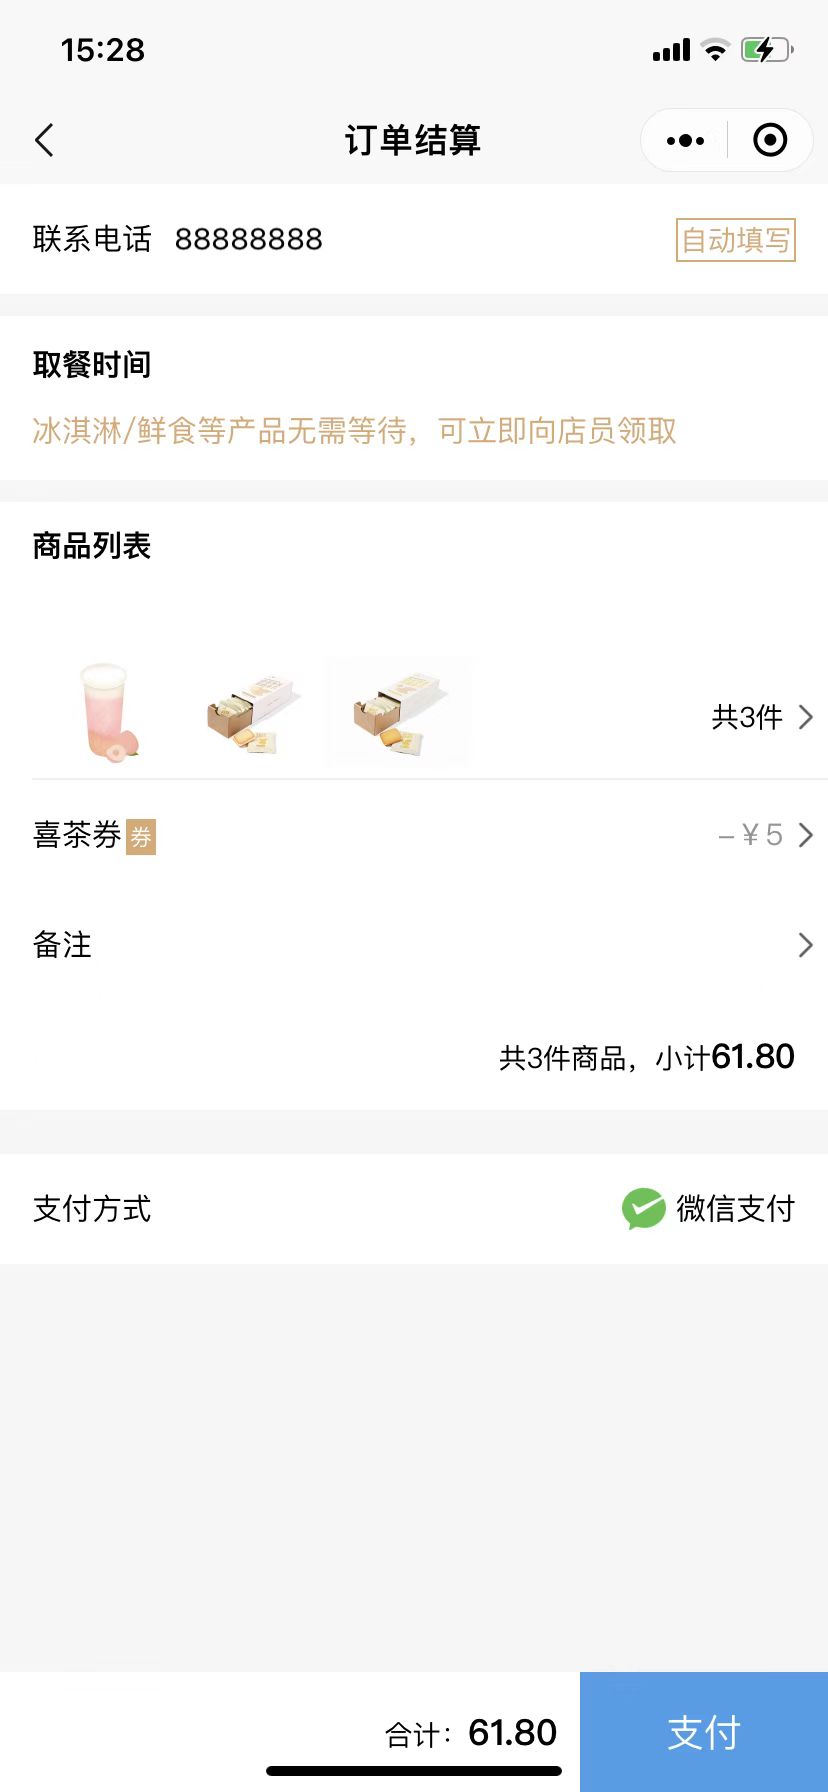 15:28
订单结算
联系电话 88888888 自动填写
取餐时间
冰淇淋/鲜食等产品无需等待，可立即向店员领取
商品列表
共3件
喜茶券 券 –¥5
备注
共3件商品，小计61.80
支付方式 微信支付
合计：61.80 支付